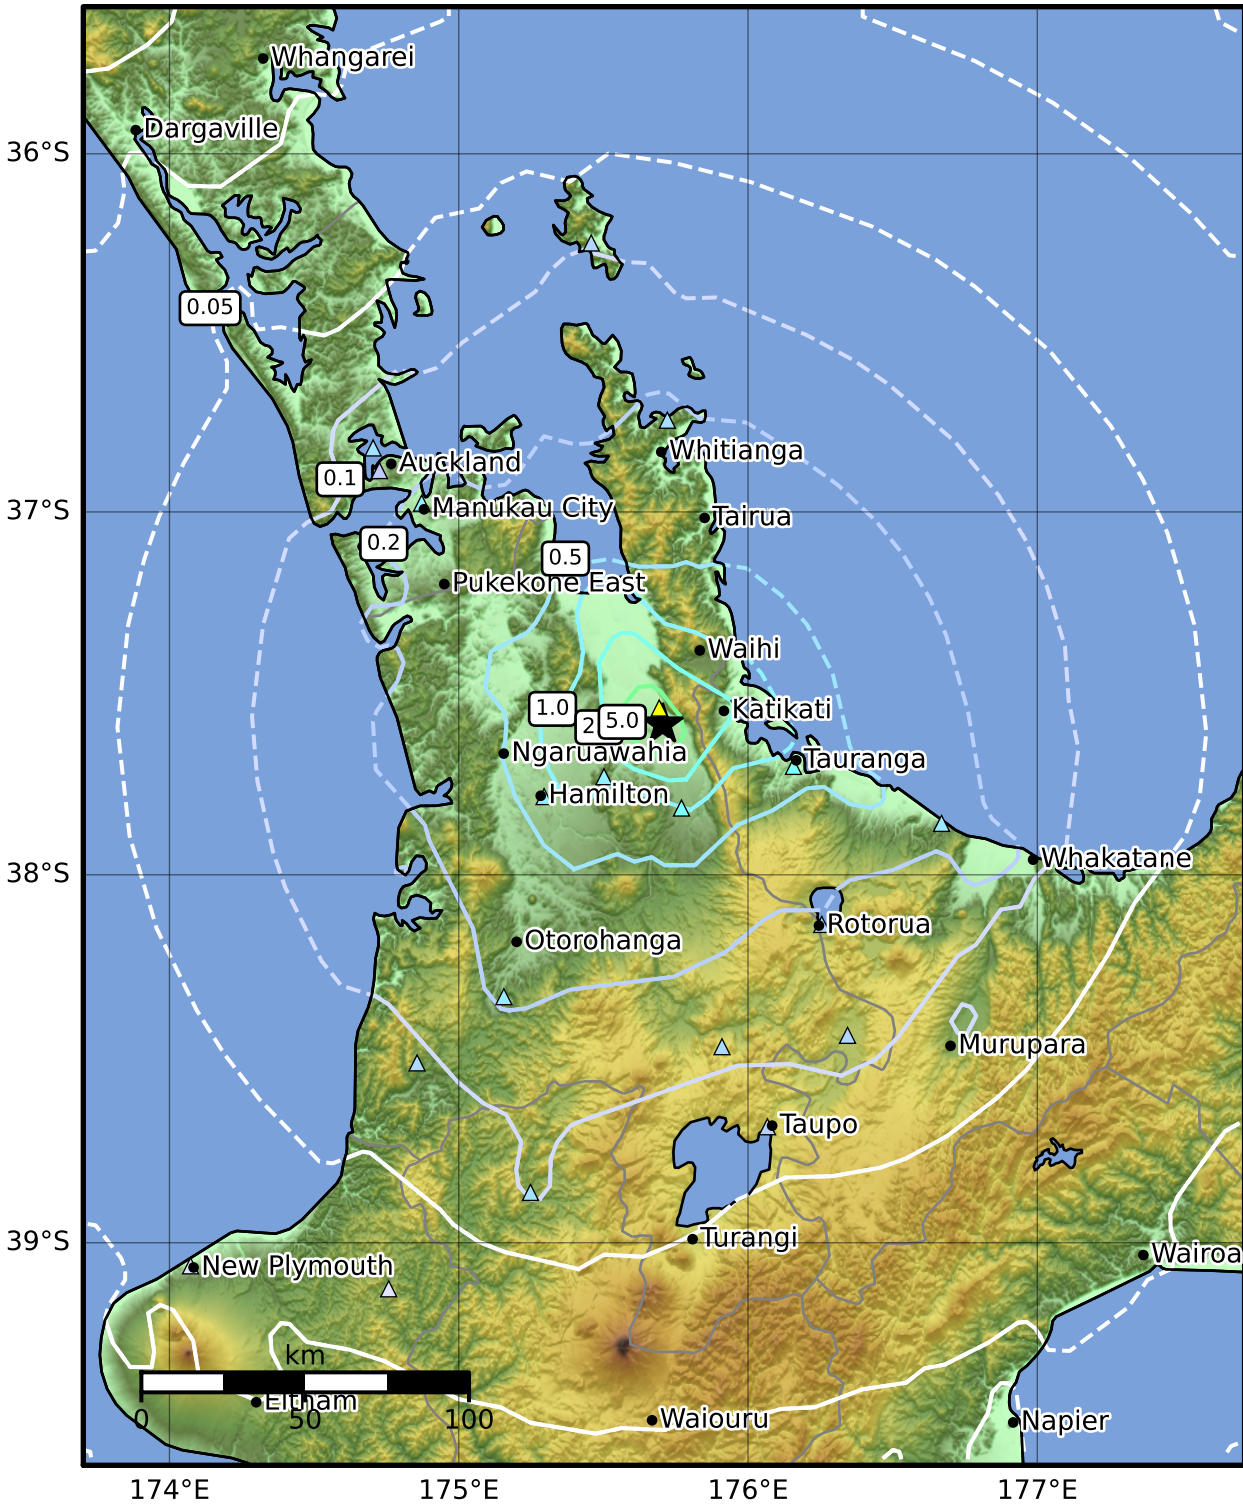 Whangarei
Dargaville
36°S
0.05
Whitianga
Auckland
0.1
Manukau City
37°S
Tairua
0.2
0.5
Pukekohe East
Waihi
1.0
2
5.0
Katikati
Ngaruawahia
Tauranga
Hamilton
Whakatane
38°S
Rotorua
Otorohanga
Murupara
Taupo
39°S
Turangi
Wairoa
New Plymouth
km
Eltham
0
50
100
Waiouru
Napier
174°E
175°E
176°E
177°E